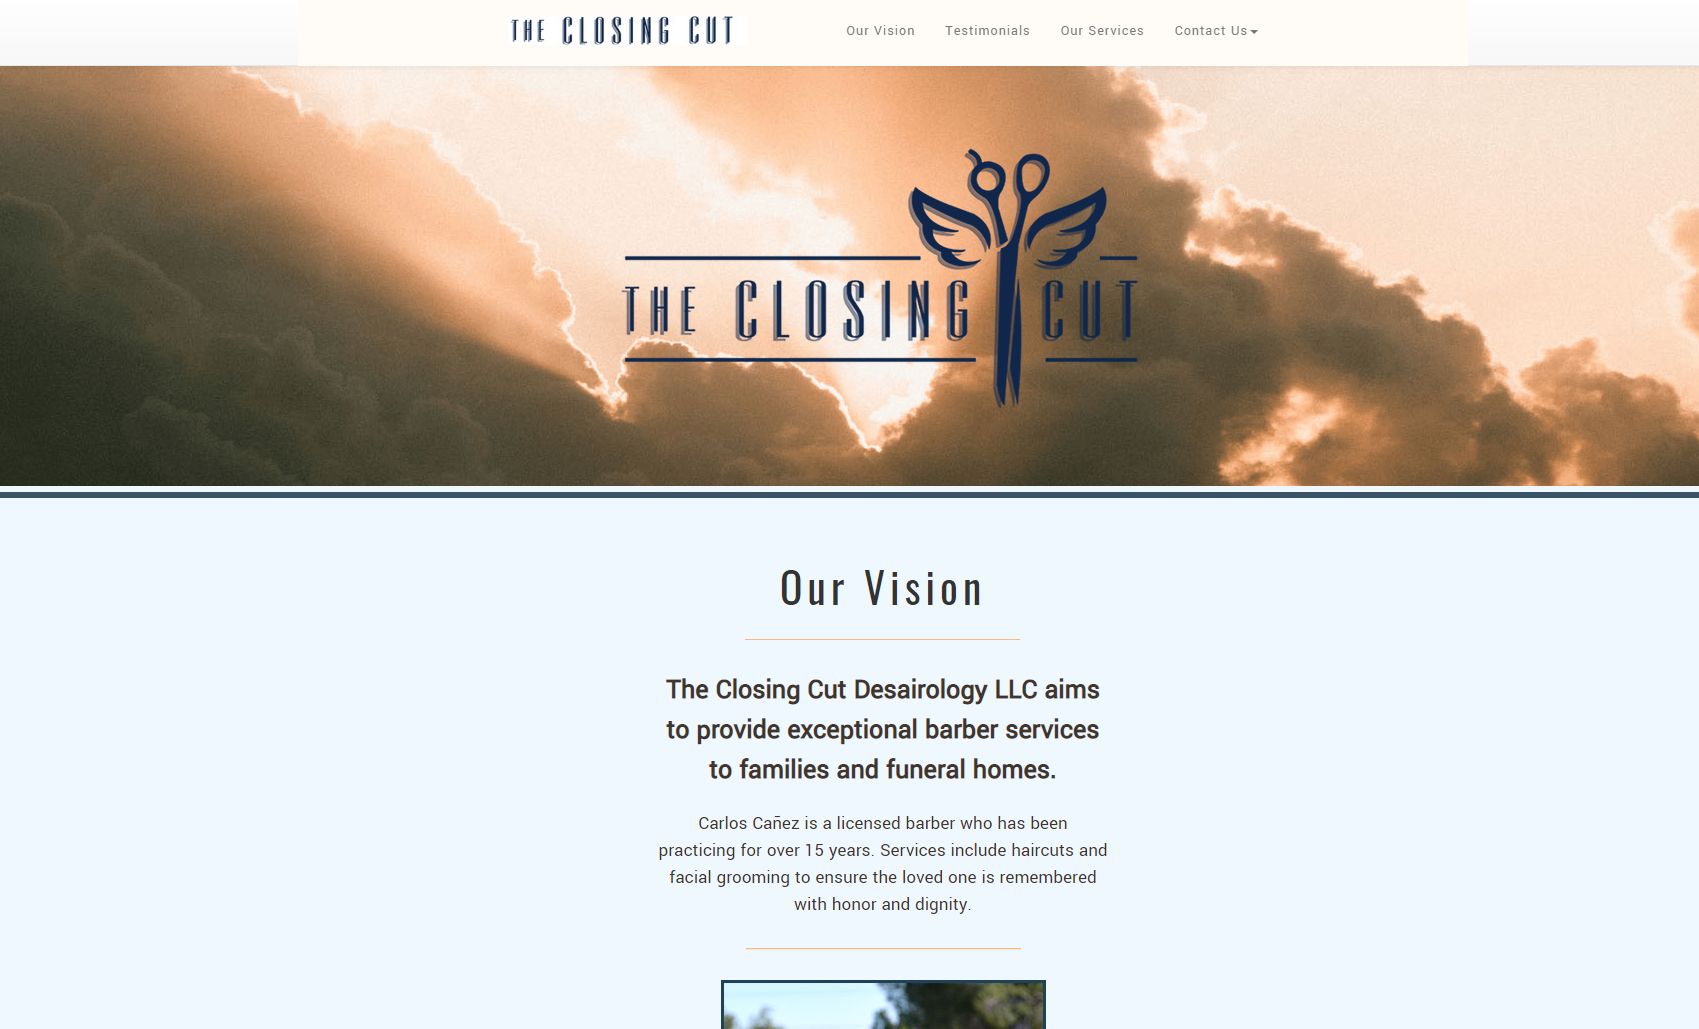 THE CLOSING CUT
Our Vision Testimonials Our Services Contact Us
THE CLOSING CUT
Our Vision
The Closing Cut Desairology LLC aims
to provide exceptional barber services
to families and funeral homes.
Carlos Cañez is a licensed barber who has been
practicing for over 15 years. Services include haircuts and
facial grooming to ensure the loved one is remembered
with honor and dignity.